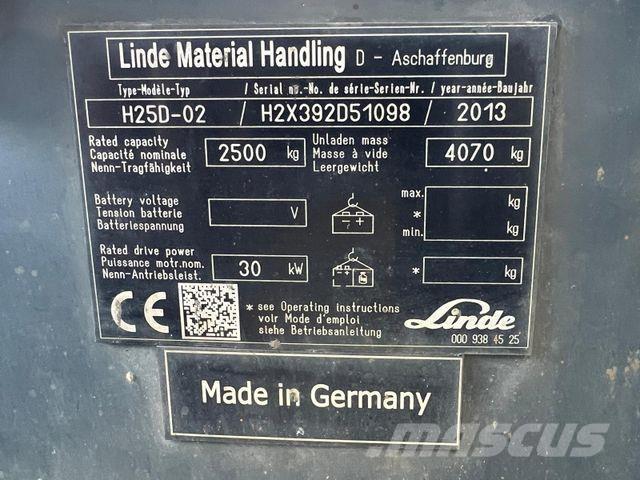 Linde Material Handling D - Aschaffenburg
Type-Modèle-Typ / Serial no.-No. de série-Serien-Nr. / year-année-Baujahr
H25D-02 / H2X392D51098 / 2013
Rated capacity
Capacité nominale
Nenn-Tragfähigkeit
2500 kg
Unladen mass
Masse à vide
Leergewicht
4070 kg
Battery voltage
Tension batterie
Batteriespannung
V
- +
max. kg
*
min. kg
Rated drive power
Puissance motr.nom.
Nenn-Antriebsleist.
30 kW
+ -
* kg
CE
* see Operating instructions
voir Mode d'emploi
siehe Betriebsanleitung
Linde
000 938 45 25
Made in Germany
mascus